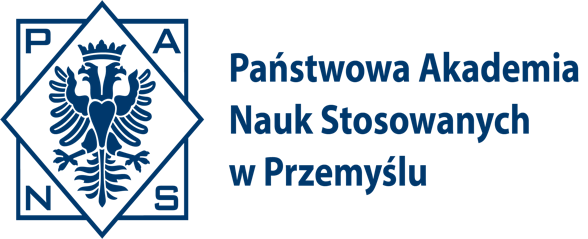 P A
N S
Państwowa Akademia
Nauk Stosowanych
w Przemyślu